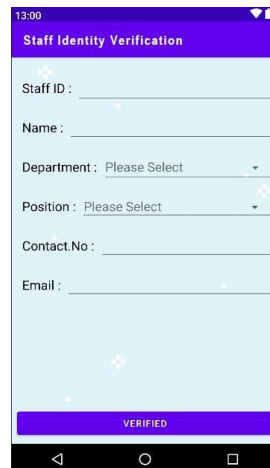 13:00
Staff Identity Verification
Staff ID :
Name :
Department : Please Select
Position : Please Select
Contact.No :
Email :
VERIFIED